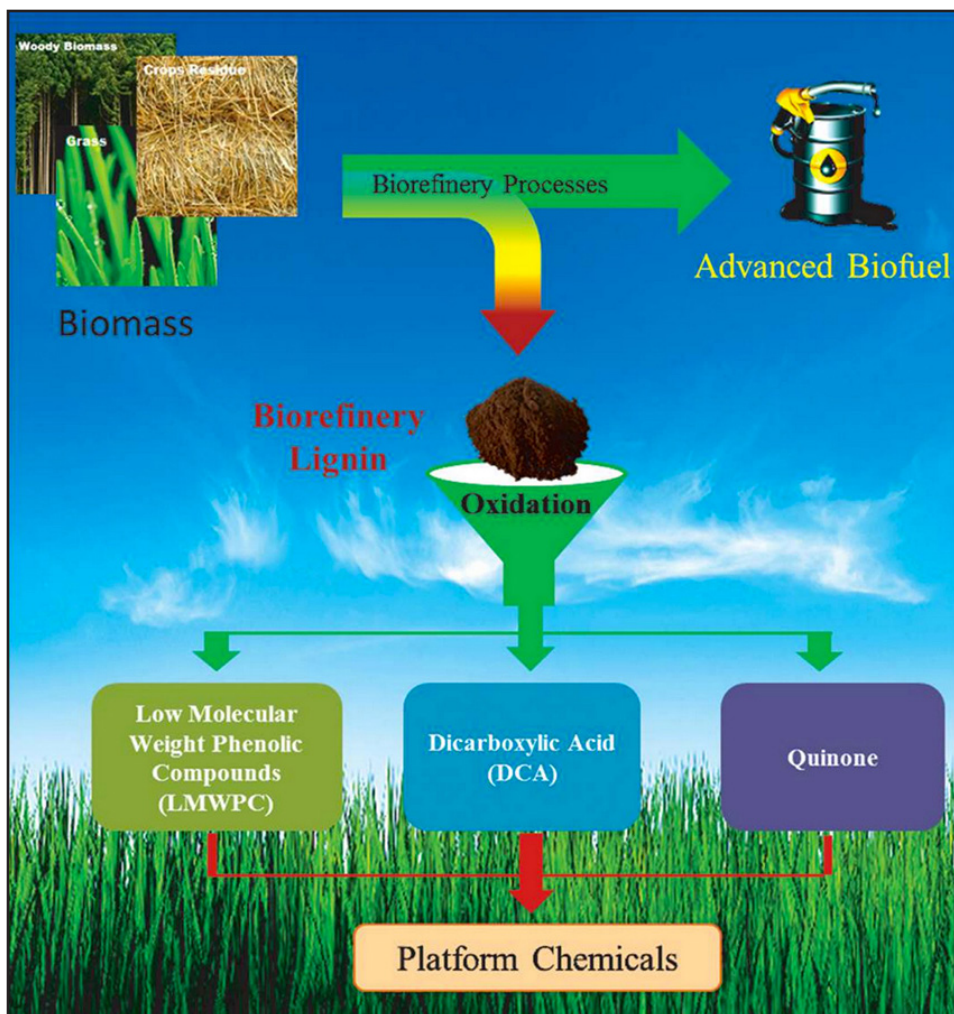 Woody Biomass
Crops Residue
Grass
Biomass
Biorefinery Processes
Advanced Biofuel
Biorefinery
Lignin
Oxidation
Low Molecular
Weight Phenolic
Compounds
(LMWPC)
Dicarboxylic Acid
(DCA)
Quinone
Platform Chemicals